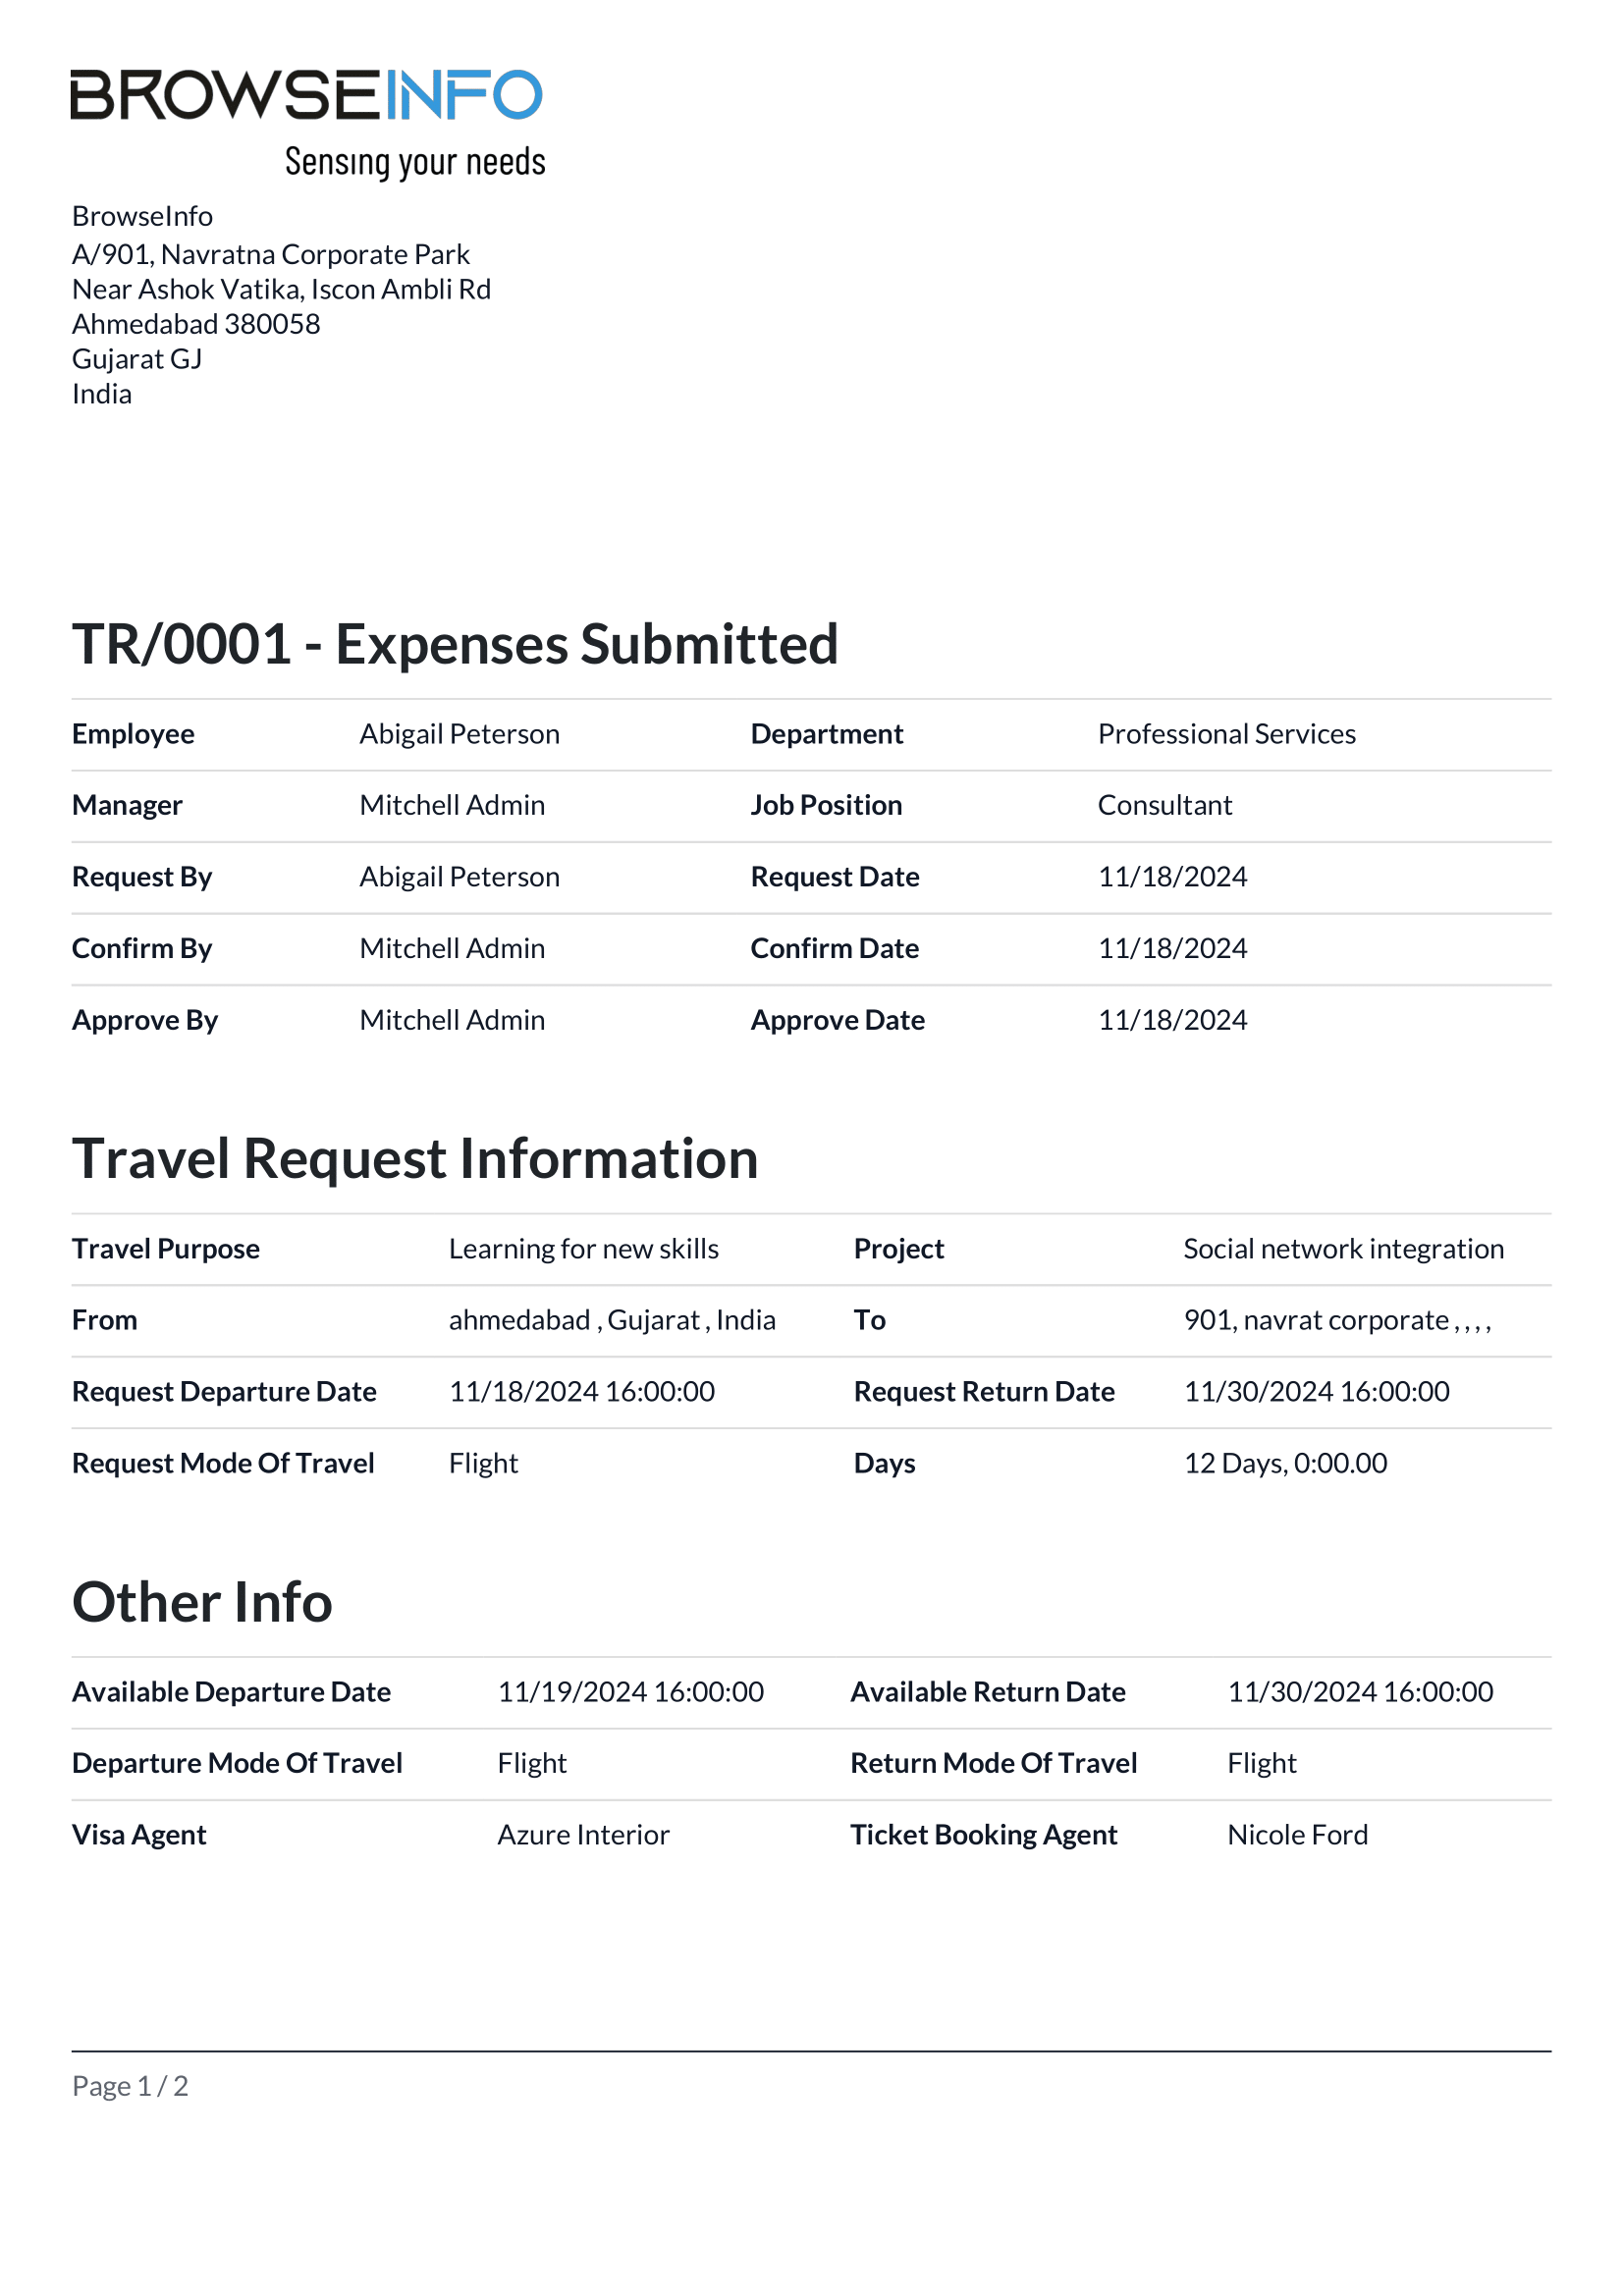 BROWSEINFO
Sensing your needs
BrowseInfo
A/901, Navratna Corporate Park
Near Ashok Vatika, Iscon Ambli Rd
Ahmedabad 380058
Gujarat GJ
India
TR/0001 - Expenses Submitted
Employee Abigail Peterson Department Professional Services
Manager Mitchell Admin Job Position Consultant
Request By Abigail Peterson Request Date 11/18/2024
Confirm By Mitchell Admin Confirm Date 11/18/2024
Approve By Mitchell Admin Approve Date 11/18/2024
Travel Request Information
Travel Purpose Learning for new skills Project Social network integration
From ahmedabad , Gujarat , India To 901, navrat corporate , , , ,
Request Departure Date 11/18/2024 16:00:00 Request Return Date 11/30/2024 16:00:00
Request Mode Of Travel Flight Days 12 Days, 0:00.00
Other Info
Available Departure Date 11/19/2024 16:00:00 Available Return Date 11/30/2024 16:00:00
Departure Mode Of Travel Flight Return Mode Of Travel Flight
Visa Agent Azure Interior Ticket Booking Agent Nicole Ford
Page 1 / 2